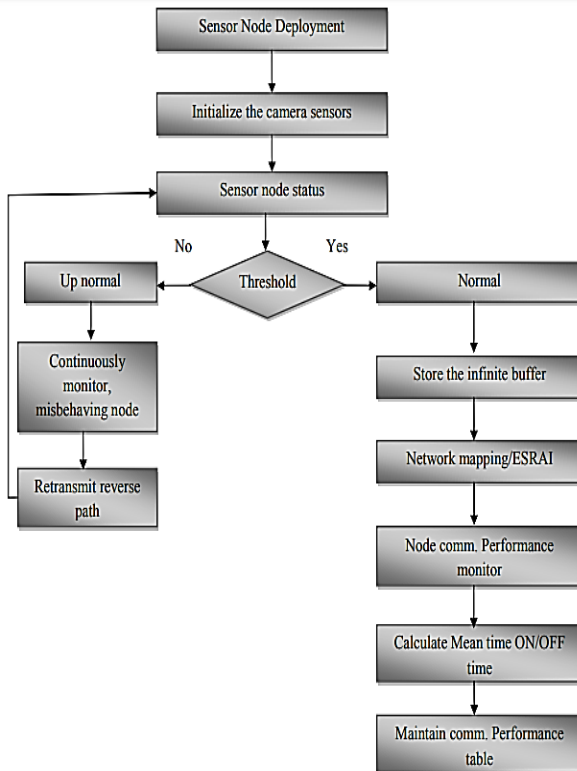 Sensor Node Deployment
Initialize the camera sensors
Sensor node status
No
Yes
Threshold
Up normal
Continuously
monitor,
misbehaving node
Retransmit reverse
path
Normal
Store the infinite buffer
Network mapping/ESRAI
Node comm. Performance
monitor
Calculate Mean time ON/OFF
time
Maintain comm. Performance
table